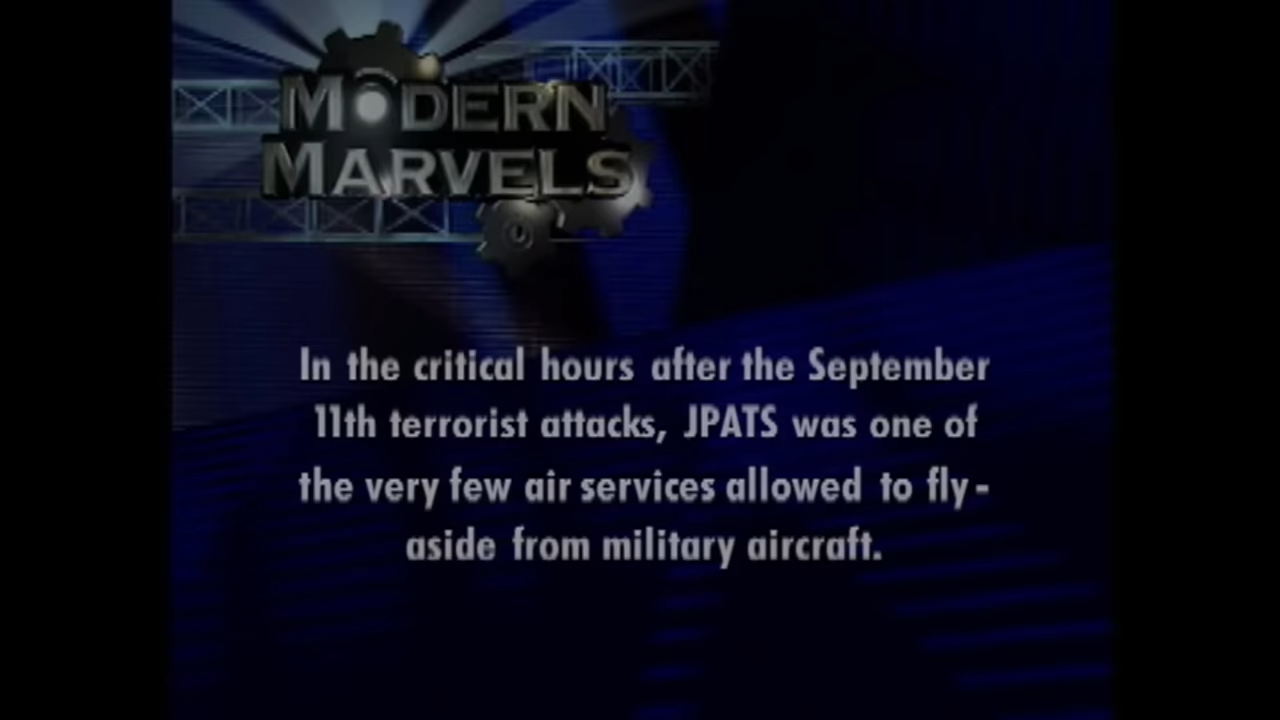 MODERN
MARVELS
In the critical hours after the September
11th terrorist attacks, JPATS was one of
the very few air services allowed to fly-
aside from military aircraft.